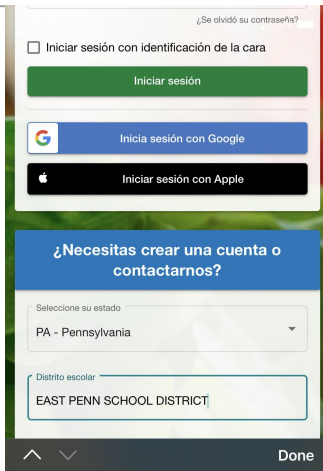 ¿Se olvidó su contraseña?
Iniciar sesión con identificación de la cara
Iniciar sesión
Inicia sesión con Google
Iniciar sesión con Apple
¿Necesitas crear una cuenta o
contactarnos?
Seleccione su estado
PA - Pennsylvania
Distrito escolar
EAST PENN SCHOOL DISTRICT
Done